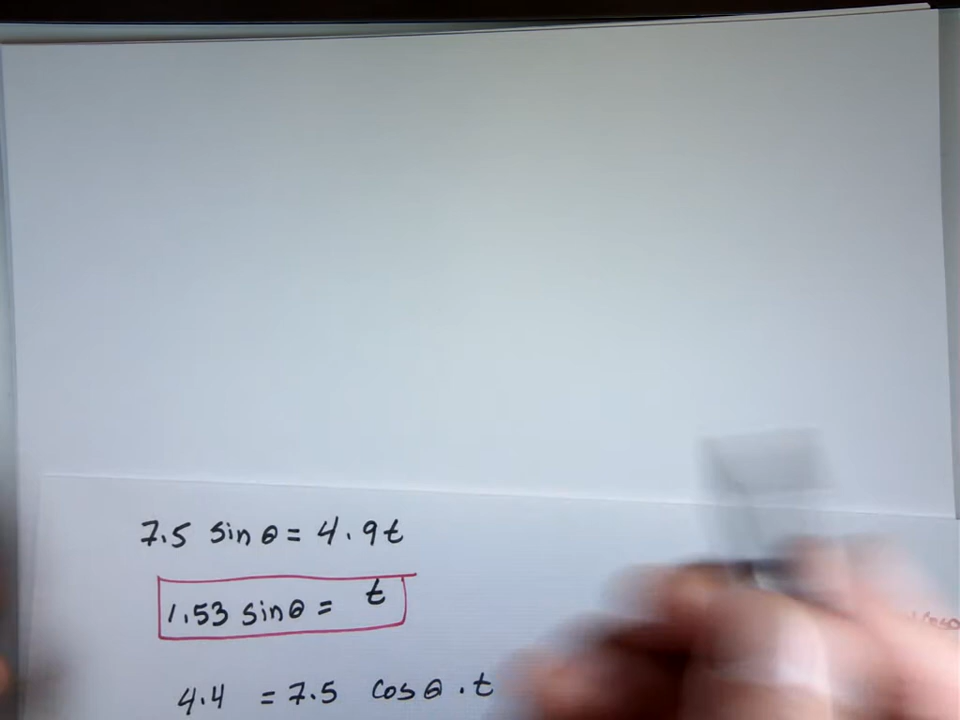 7.5 sin θ = 4.9t
1.53 sin θ = t
4.4 = 7.5 cos θ . t